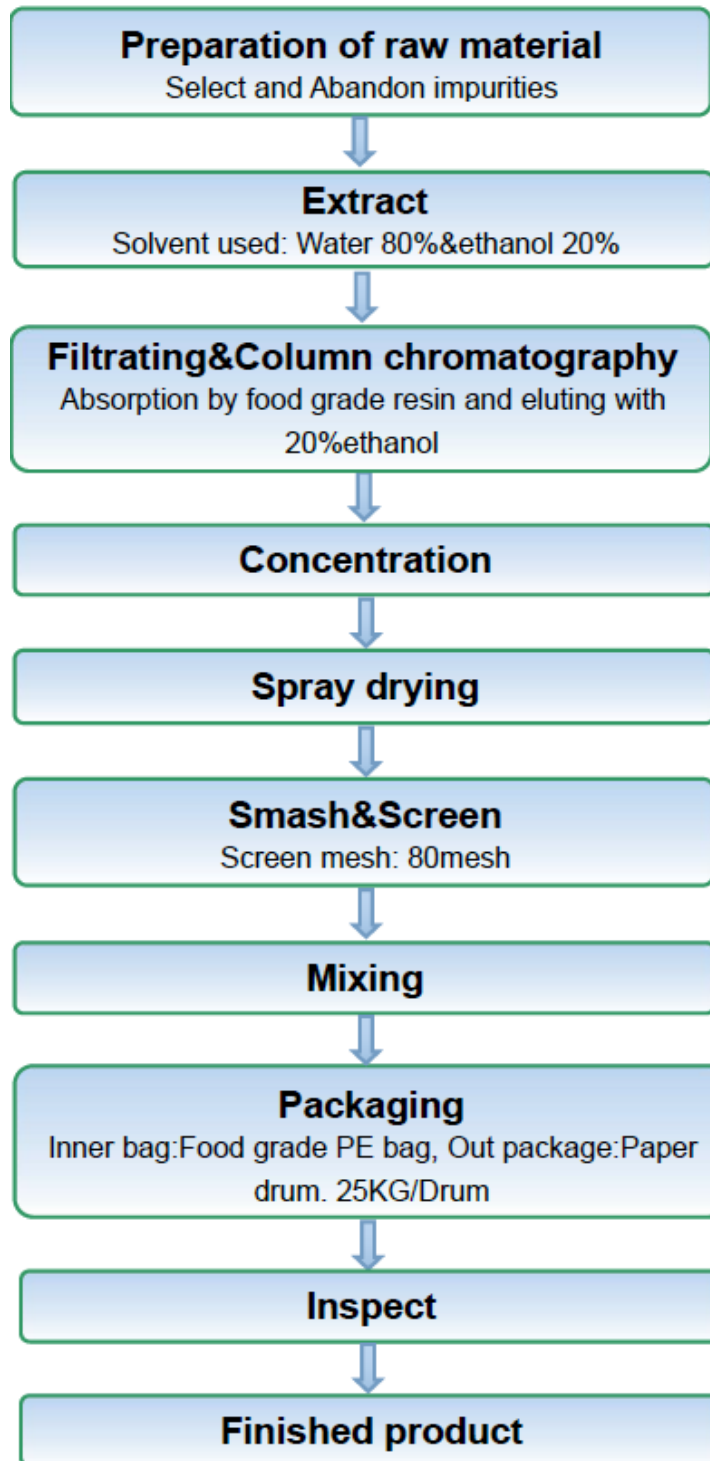 Preparation of raw material
Select and Abandon impurities
Extract
Solvent used: Water 80%&ethanol 20%
Filtrating&Column chromatography
Absorption by food grade resin and eluting with
20%ethanol
Concentration
Spray drying
Smash&Screen
Screen mesh: 80mesh
Mixing
Packaging
Inner bag:Food grade PE bag, Out package:Paper
drum. 25KG/Drum
Inspect
Finished product